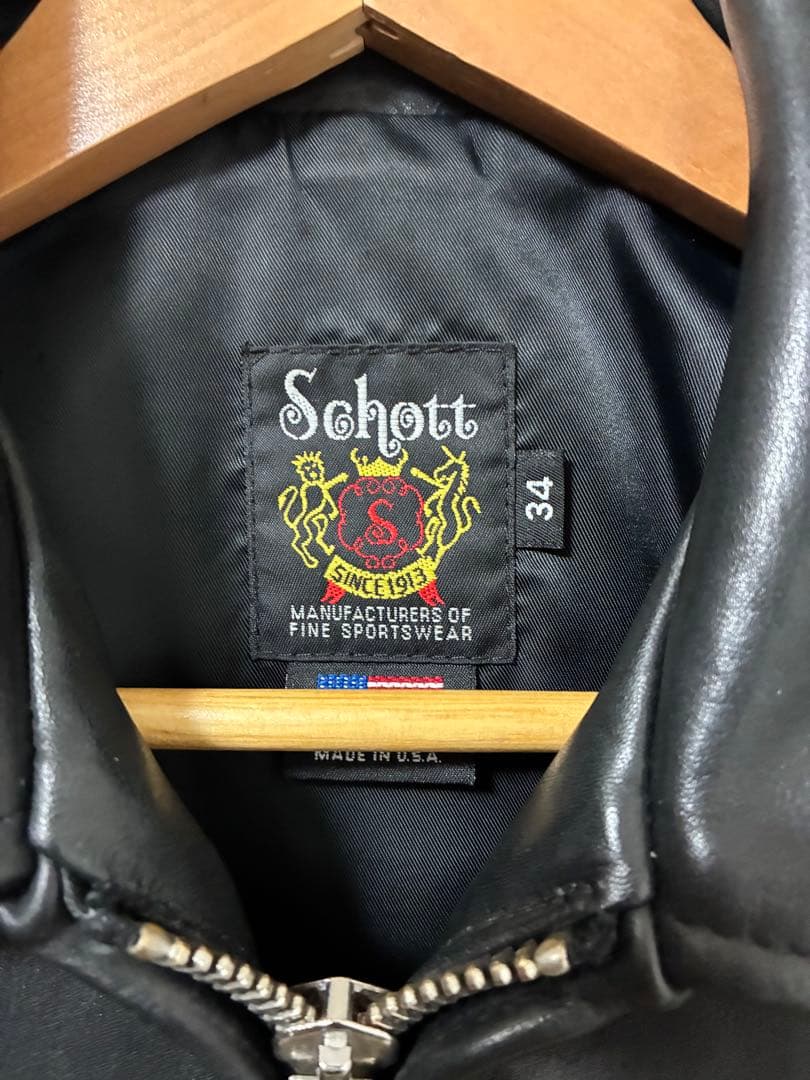 Schott
34
S
SINCE 1913
MANUFACTURERS OF
FINE SPORTSWEAR
MADE IN U.S.A.